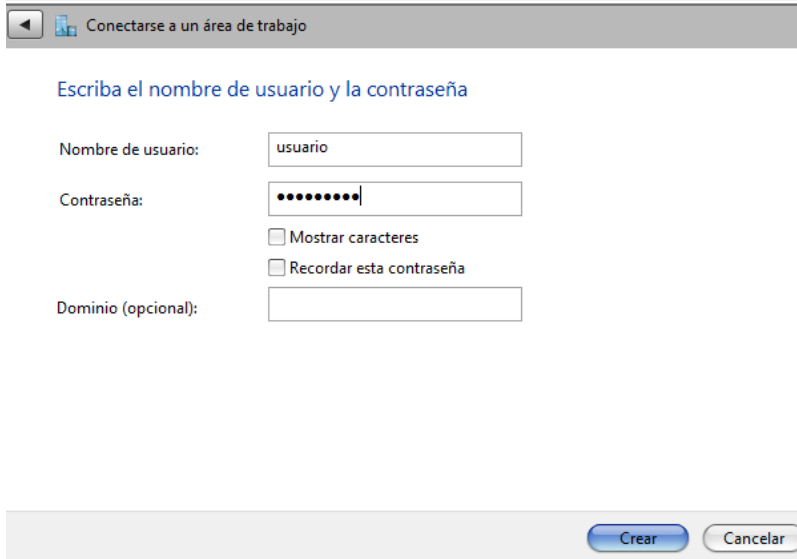 Conectarse a un área de trabajo
Escriba el nombre de usuario y la contraseña
Nombre de usuario: usuario
Contraseña: •••••••••
Mostrar caracteres
Recordar esta contraseña
Dominio (opcional):
Crear Cancelar